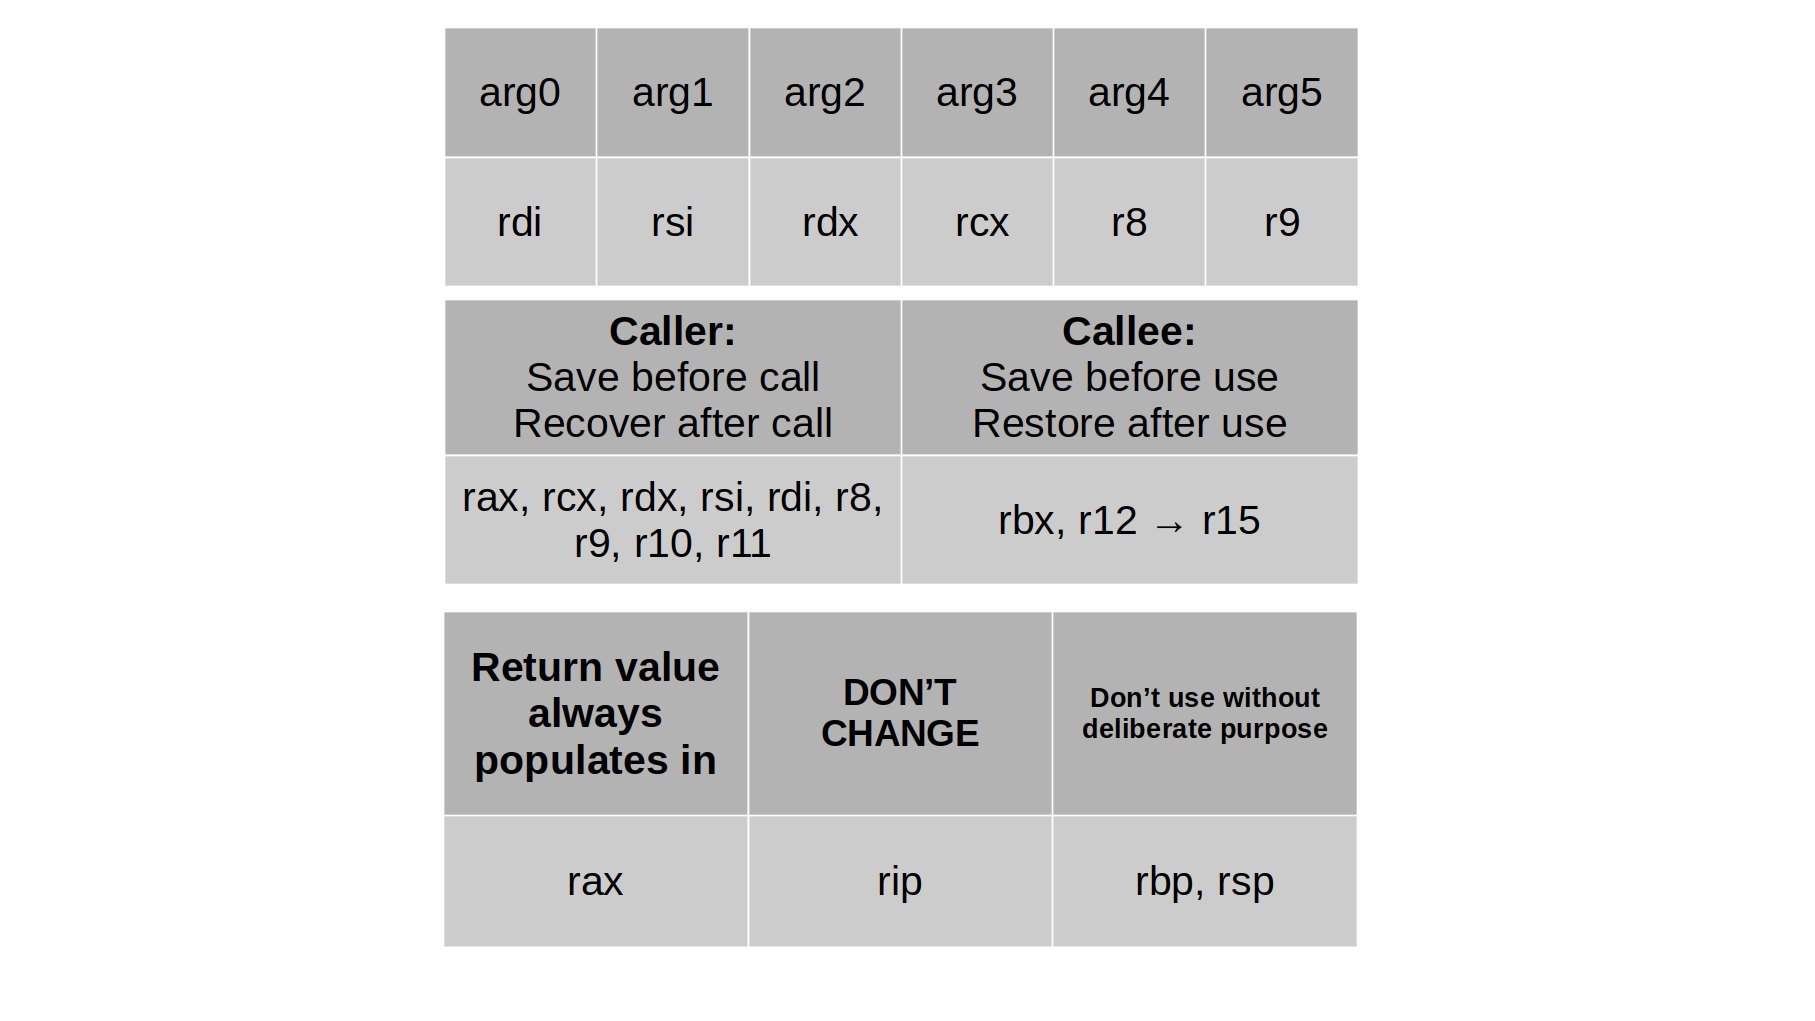 arg0 arg1 arg2 arg3 arg4 arg5
rdi rsi rdx rcx r8 r9
Caller:
Save before call
Recover after call
Callee:
Save before use
Restore after use
rax, rcx, rdx, rsi, rdi, r8,
r9, r10, r11
rbx, r12 → r15
Return value
always
populates in
DON’T
CHANGE
Don’t use without
deliberate purpose
rax rip rbp, rsp